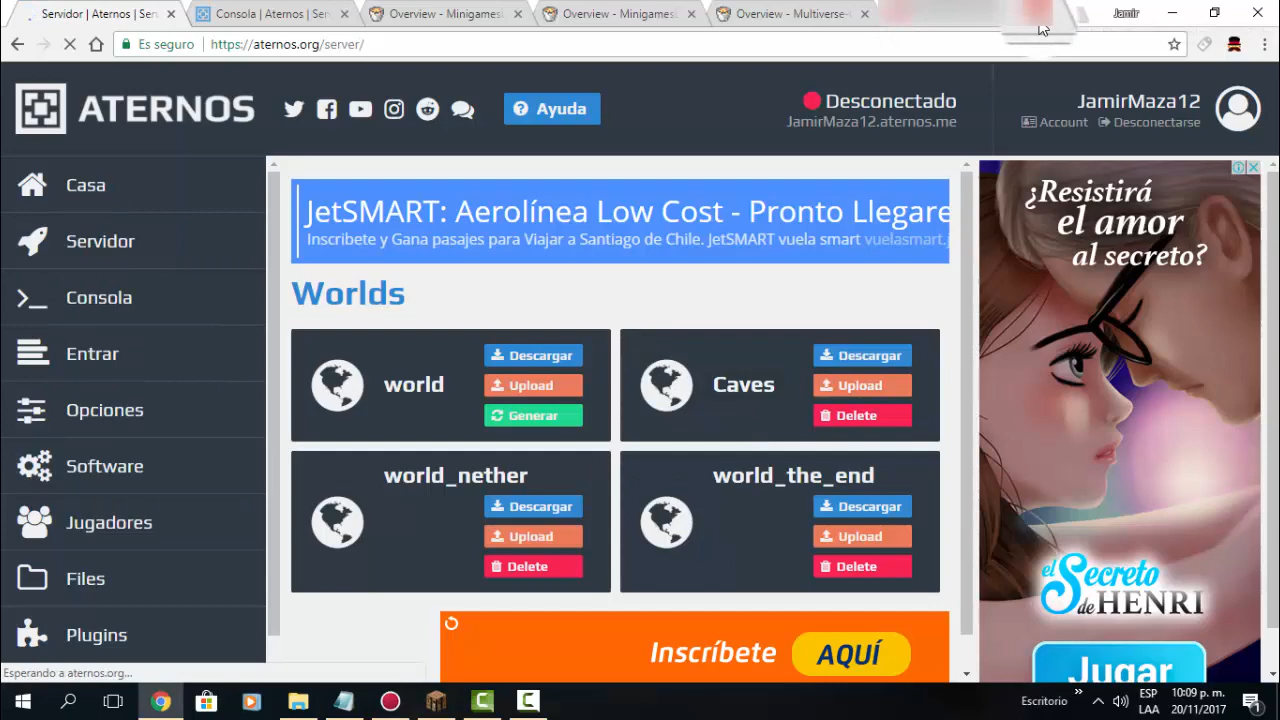 Servidor | Aternos | Ser
Consola | Aternos | Serv
Overview - Minigames
Overview - Minigames
Overview - Multiverse-C
Jamir
Es seguro
https://aternos.org/server/
ATERNOS
Ayuda
Desconectado
JamirMaza12.aternos.me
JamirMaza12
Account
Desconectarse
Casa
Servidor
Consola
Entrar
Opciones
Software
Jugadores
Files
Plugins
JetSMART: Aerolínea Low Cost - Pronto Llegare
Inscribete y Gana pasajes para Viajar a Santiago de Chile. JetSMART vuela smart vuelasmart.j
Worlds
world
Descargar
Upload
Generar
Caves
Descargar
Upload
Delete
world_nether
Descargar
Upload
Delete
world_the_end
Descargar
Upload
Delete
Inscríbete AQUÍ
¿Resistirá
el amor
al secreto?
el Secreto
de HENRI
Jugar
Esperando a aternos.org...
Escritorio
ESP
LAA
10:09 p. m.
20/11/2017
1